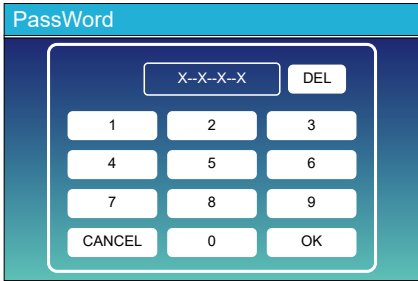 PassWord
X--X--X--X DEL
1 2 3
4 5 6
7 8 9
CANCEL 0 OK